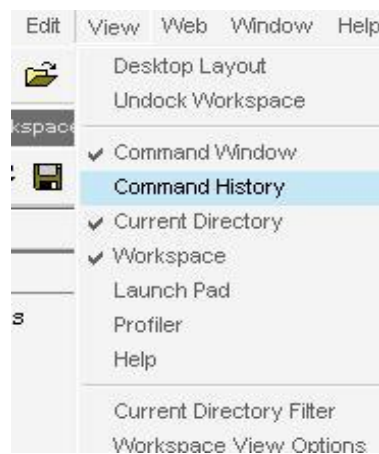 Edit View Web Window Help
Desktop Layout
Undock Workspace
kspace
Command Window
Command History
Current Directory
Workspace
Launch Pad
s
Profiler
Help
Current Directory Filter
Workspace View Options